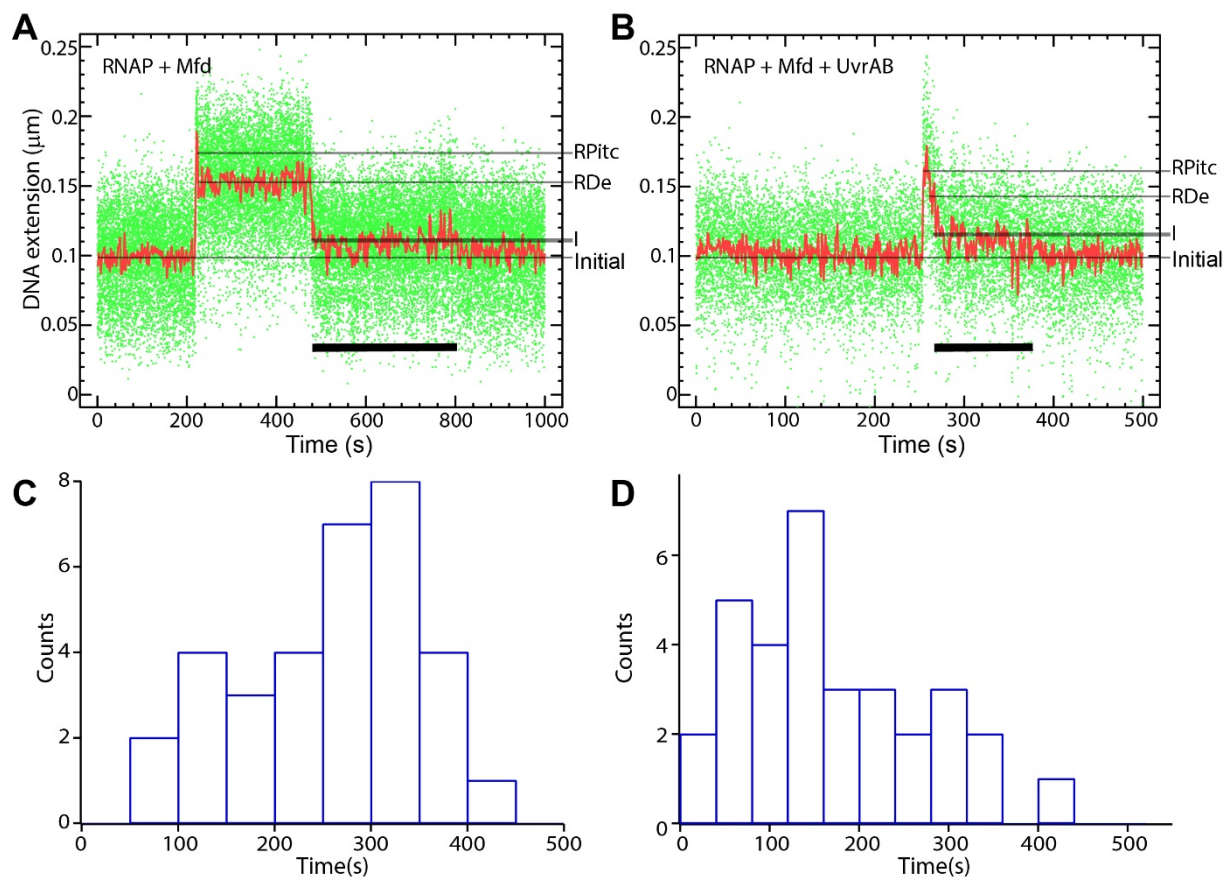 A
RNAP + Mfd
DNA extension (µm)
0.25
0.2
0.15
0.1
0.05
0
RPitc
RDe
I
Initial
0 200 400 600 800 1000
Time (s)
B
RNAP + Mfd + UvrAB
0.25
0.2
0.15
0.1
0.05
0
RPitc
RDe
I
Initial
0 100 200 300 400 500
Time (s)
C
Counts
8
6
4
2
0
0 100 200 300 400 500
Time(s)
D
Counts
6
4
2
0
0 100 200 300 400 500
Time(s)